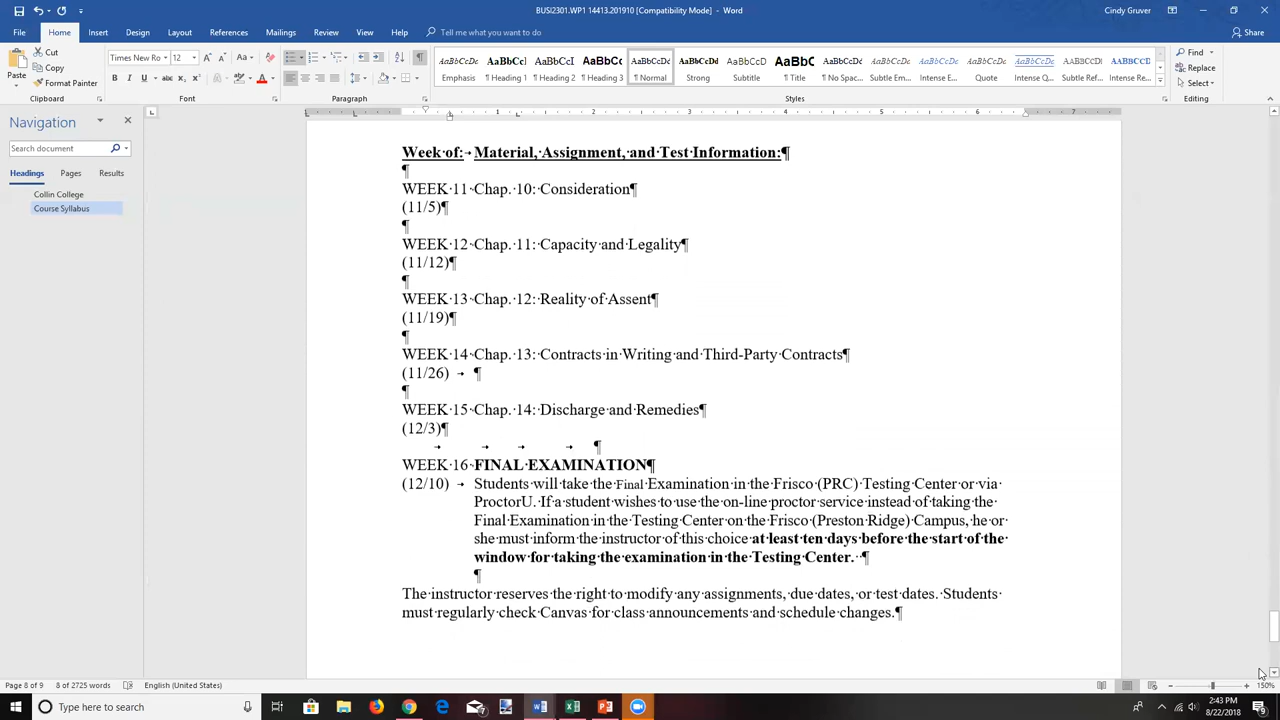 BUSI2301.WP1 14413.201910 [Compatibility Mode] - Word
Cindy Gruver
File Home Insert Draw Design Layout References Mailings Review View Help Tell me what you want to do
Share
Paste
Cut
Copy
Format Painter
Times New Ro 12
Emphasis Heading 1 Heading 2 Heading 3 Normal Strong Subtitle Title No Spac... Subtle Em... Intense E... Quote Intense Q... Subtle Ref... Intense Re...
Find
Replace
Select
Clipboard Font Paragraph Styles Editing
Navigation
Search document
Headings Pages Results
Collin College
Course Syllabus
Week of: Material, Assignment, and Test Information:¶
¶
WEEK 11 Chap. 10: Consideration¶
(11/5)¶
¶
WEEK 12 Chap. 11: Capacity and Legality¶
(11/12)¶
¶
WEEK 13 Chap. 12: Reality of Assent¶
(11/19)¶
¶
WEEK 14 Chap. 13: Contracts in Writing and Third-Party Contracts¶
(11/26) ¶
¶
WEEK 15 Chap. 14: Discharge and Remedies¶
(12/3)¶
¶
WEEK 16 FINAL EXAMINATION¶
(12/10) Students will take the Final Examination in the Frisco (PRC) Testing Center or via
ProctorU. If a student wishes to use the on-line proctor service instead of taking the
Final Examination in the Testing Center on the Frisco (Preston Ridge) Campus, he or
she must inform the instructor of this choice at least ten days before the start of the
window for taking the examination in the Testing Center. ¶
¶
The instructor reserves the right to modify any assignments, due dates, or test dates. Students
must regularly check Canvas for class announcements and schedule changes.¶
Page 8 of 9 8 of 2725 words English (United States)
150%
Type here to search
2:43 PM
8/22/2018